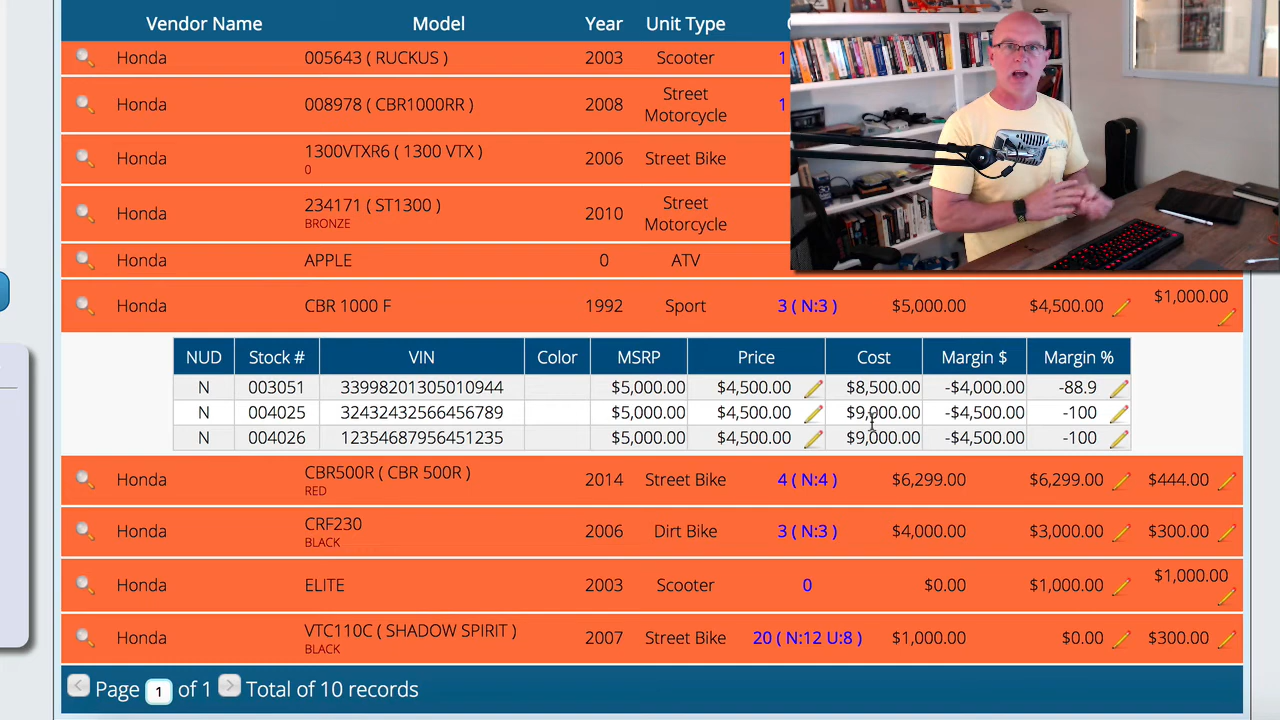 Vendor Name Model Year Unit Type
Honda 005643 ( RUCKUS ) 2003 Scooter 1
Honda 008978 ( CBR1000RR ) 2008 Street Motorcycle 1
Honda 1300VTXR6 ( 1300 VTX ) 2006 Street Bike
0
Honda 234171 ( ST1300 ) 2010 Street Motorcycle
BRONZE
Honda APPLE 0 ATV
Honda CBR 1000 F 1992 Sport 3 ( N:3 ) $5,000.00 $4,500.00 $1,000.00
NUD Stock # VIN Color MSRP Price Cost Margin $ Margin %
N 003051 33998201305010944 $5,000.00 $4,500.00 $8,500.00 -$4,000.00 -88.9
N 004025 32432432566456789 $5,000.00 $4,500.00 $9,000.00 -$4,500.00 -100
N 004026 12354687956451235 $5,000.00 $4,500.00 $9,000.00 -$4,500.00 -100
Honda CBR500R ( CBR 500R ) 2014 Street Bike 4 ( N:4 ) $6,299.00 $6,299.00 $444.00
RED
Honda CRF230 2006 Dirt Bike 3 ( N:3 ) $4,000.00 $3,000.00 $300.00
BLACK
Honda ELITE 2003 Scooter 0 $0.00 $1,000.00 $1,000.00
Honda VTC110C ( SHADOW SPIRIT ) 2007 Street Bike 20 ( N:12 U:8 ) $1,000.00 $0.00 $300.00
BLACK
Page 1 of 1 Total of 10 records